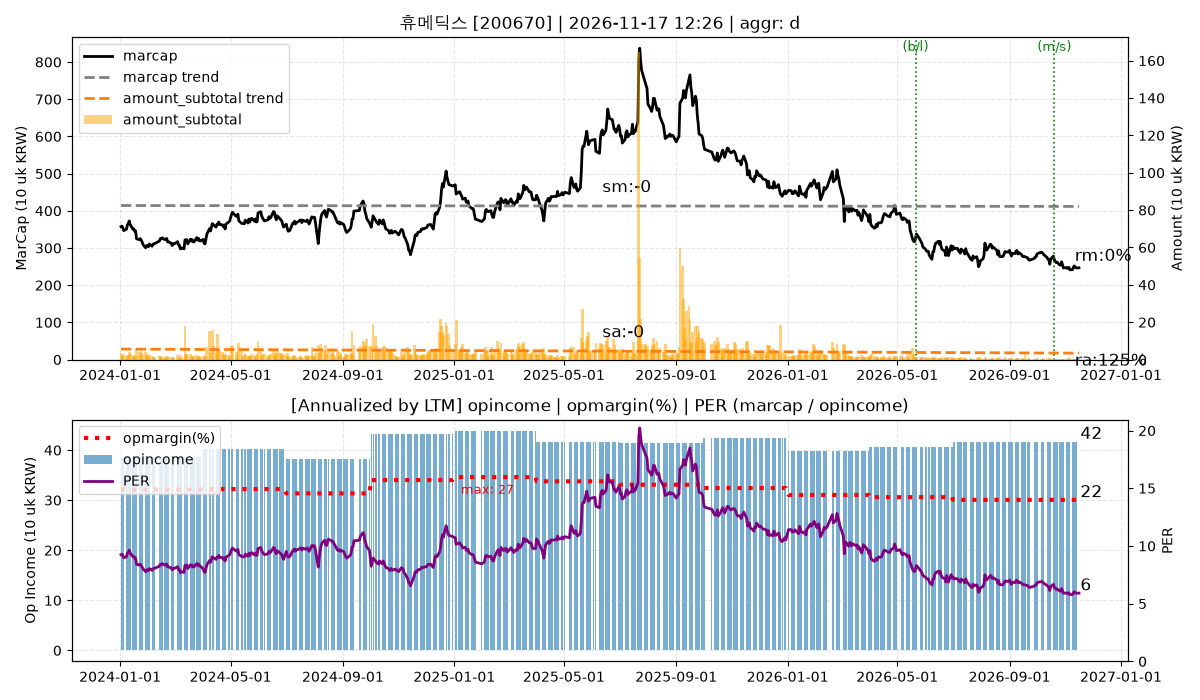 휴메딕스 [200670] | 2026-11-17 12:26 | aggr: d
marcap
marcap trend
amount_subtotal trend
amount_subtotal
(b/l)
(m/s)
MarCap (10 uk KRW)
Amount (10 uk KRW)
800
700
600
500
400
300
200
100
0
160
140
120
100
80
60
40
20
0
sm:-0
sa:-0
rm:0%
ra:125%
2024-01-01
2024-05-01
2024-09-01
2025-01-01
2025-05-01
2025-09-01
2026-01-01
2026-05-01
2026-09-01
2027-01-01
[Annualized by LTM] opincome | opmargin(%) | PER (marcap / opincome)
opmargin(%)
opincome
PER
Op Income (10 uk KRW)
PER
40
30
20
10
0
20
15
10
5
0
max: 27
42
22
6
2024-01-01
2024-05-01
2024-09-01
2025-01-01
2025-05-01
2025-09-01
2026-01-01
2026-05-01
2026-09-01
2027-01-01